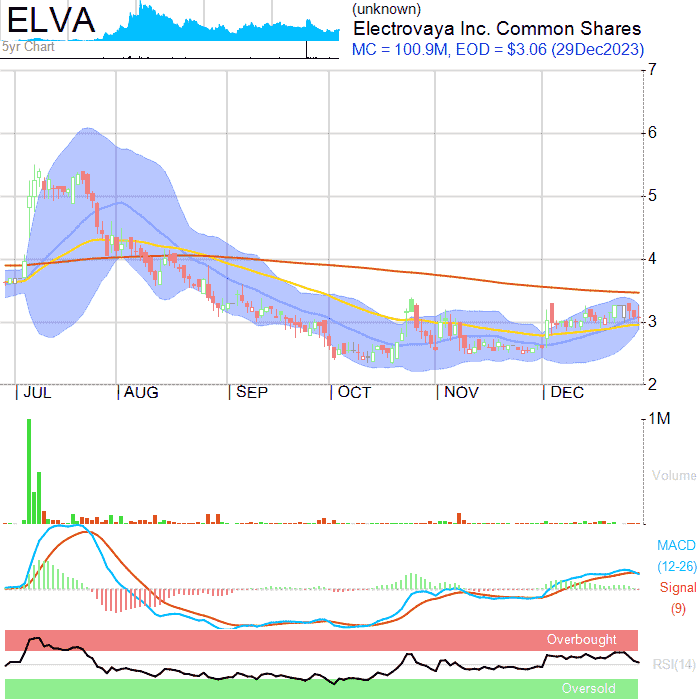 ELVA
5yr Chart
(unknown)
Electrovaya Inc. Common Shares
MC = 100.9M, EOD = $3.06 (29Dec2023)
7
6
5
4
3
2
JUL AUG SEP OCT NOV DEC
1M
Volume
MACD
(12-26)
Signal
(9)
Overbought
RSI(14)
Oversold